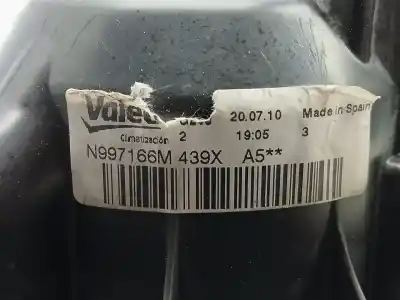 Valeo 20.07.10 Made in Spain
Climatización 2 19:05 3
N997166M 439X A5**